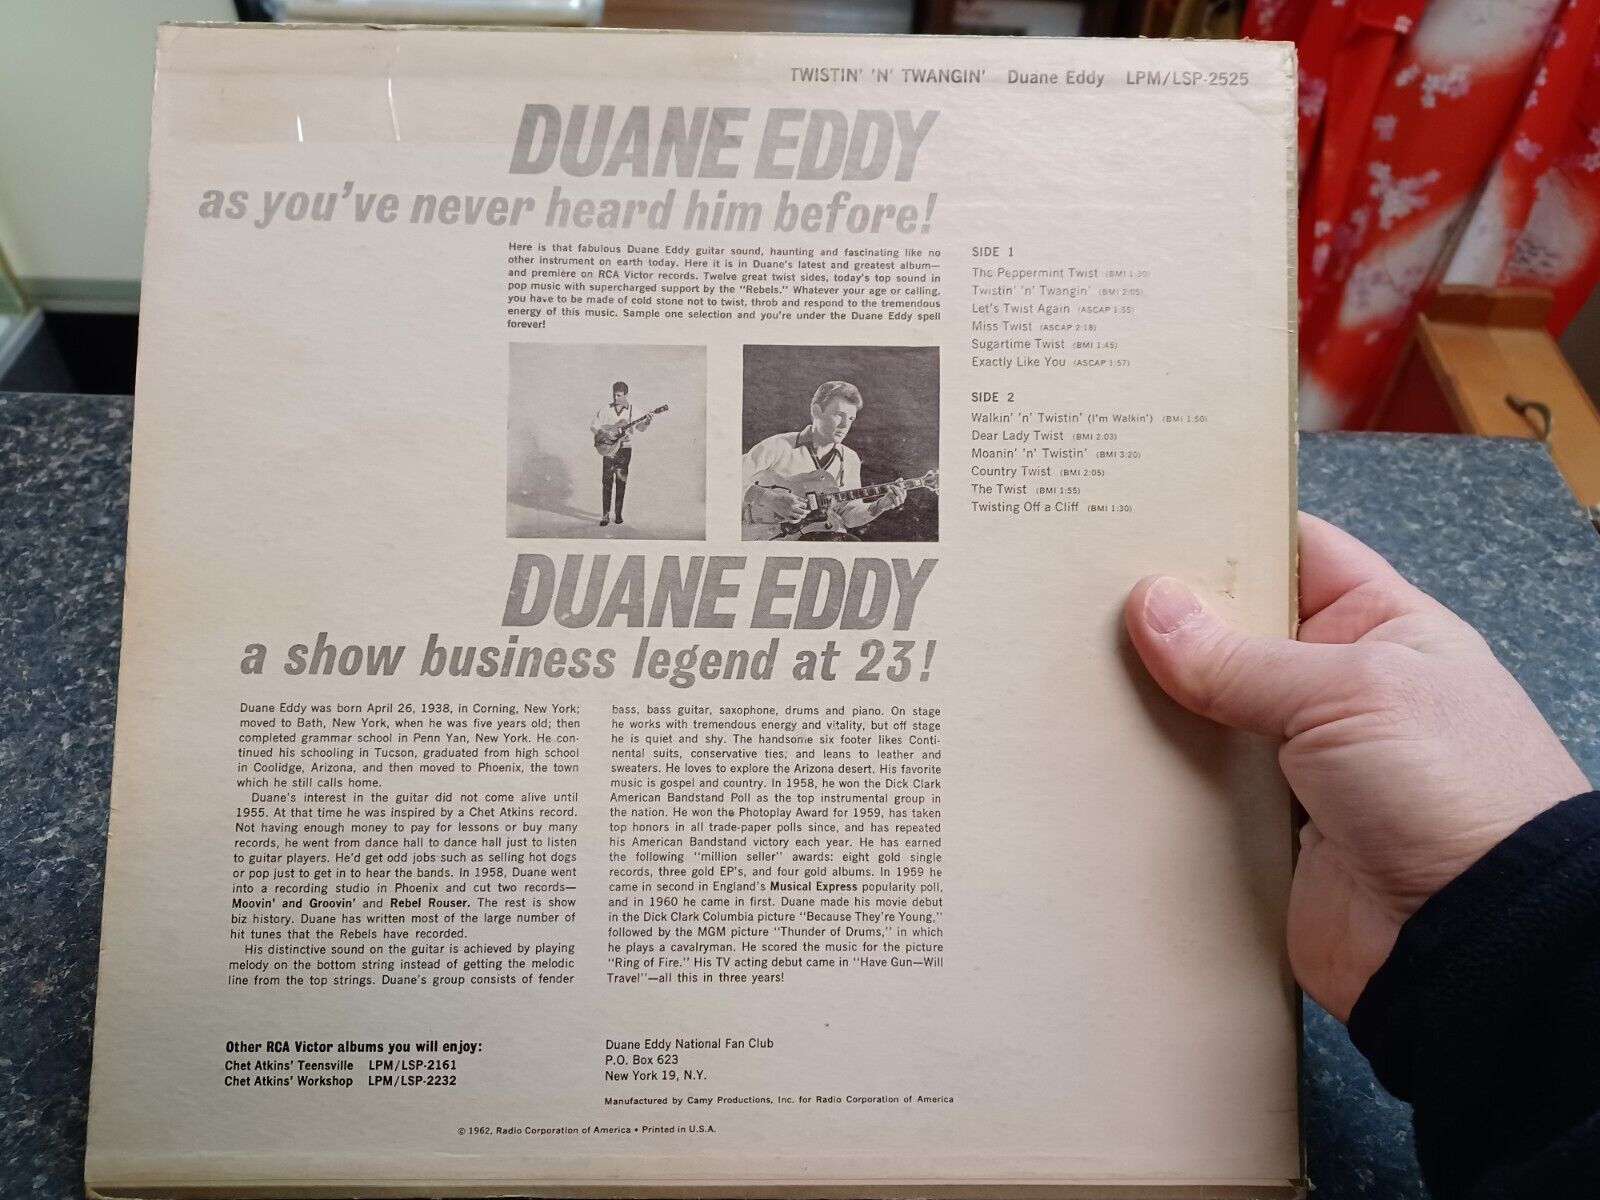 TWISTIN' 'N' TWANGIN' Duane Eddy LPM/LSP-2525
DUANE EDDY
as you've never heard him before!
Here is that fabulous Duane Eddy guitar sound, haunting and fascinating like no
other instrument on earth today. Here it is in Duane's latest and greatest album—
and première on RCA Victor records. Twelve great twist sides, today's top sound in
pop music with supercharged support by the "Rebels." Whatever your age or calling,
you have to be made of cold stone not to twist, throb and respond to the tremendous
energy of this music. Sample one selection and you're under the Duane Eddy spell
forever!
SIDE 1
The Peppermint Twist (BMI 1:30)
Twistin' 'n' Twangin' (BMI 2:05)
Let's Twist Again (ASCAP 1:55)
Miss Twist (ASCAP 2:18)
Sugartime Twist (BMI 1:45)
Exactly Like You (ASCAP 1:57)
SIDE 2
Walkin' 'n' Twistin' (I'm Walkin') (BMI 1:50)
Dear Lady Twist (BMI 2:03)
Moanin' 'n' Twistin' (BMI 3:20)
Country Twist (BMI 2:05)
The Twist (BMI 1:55)
Twisting Off a Cliff (BMI 1:30)
DUANE EDDY
a show business legend at 23!
Duane Eddy was born April 26, 1938, in Corning, New York;
moved to Bath, New York, when he was five years old; then
completed grammar school in Penn Yan, New York. He con-
tinued his schooling in Tucson, graduated from high school
in Coolidge, Arizona, and then moved to Phoenix, the town
which he still calls home.
Duane's interest in the guitar did not come alive until
1955. At that time he was inspired by a Chet Atkins record.
Not having enough money to pay for lessons or buy many
records, he went from dance hall to dance hall just to listen
to guitar players. He'd get odd jobs such as selling hot dogs
or pop just to get in to hear the bands. In 1958, Duane went
into a recording studio in Phoenix and cut two records—
Moovin' and Groovin' and Rebel Rouser. The rest is show
biz history. Duane has written most of the large number of
hit tunes that the Rebels have recorded.
His distinctive sound on the guitar is achieved by playing
melody on the bottom string instead of getting the melodic
line from the top strings. Duane's group consists of fender
bass, bass guitar, saxophone, drums and piano. On stage
he works with tremendous energy and vitality, but off stage
he is quiet and shy. The handsome six footer likes Conti-
nental suits, conservative ties, and leans to leather and
sweaters. He loves to explore the Arizona desert. His favorite
music is gospel and country. In 1958, he won the Dick Clark
American Bandstand Poll as the top instrumental group in
the nation. He won the Photoplay Award for 1959, has taken
top honors in all trade-paper polls since, and has repeated
his American Bandstand victory each year. He has earned
the following "million seller" awards: eight gold single
records, three gold EP's, and four gold albums. In 1959 he
came in second in England's Musical Express popularity poll,
and in 1960 he came in first. Duane made his movie debut
in the Dick Clark Columbia picture "Because They're Young,"
followed by the MGM picture "Thunder of Drums," in which
he plays a cavalryman. He scored the music for the picture
"Ring of Fire." His TV acting debut came in "Have Gun—Will
Travel"—all this in three years!
Other RCA Victor albums you will enjoy:
Chet Atkins' Teensville LPM/LSP-2161
Chet Atkins' Workshop LPM/LSP-2232
Duane Eddy National Fan Club
P.O. Box 623
New York 19, N.Y.
Manufactured by Camy Productions, Inc. for Radio Corporation of America
© 1962, Radio Corporation of America • Printed in U.S.A.